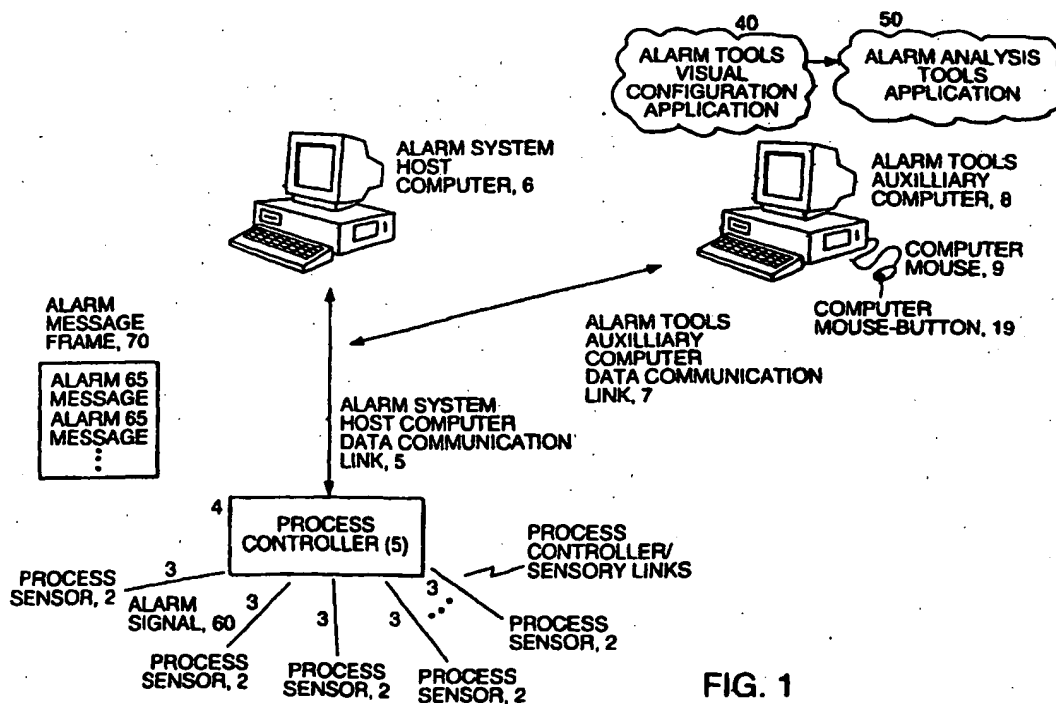 40
ALARM TOOLS
VISUAL
CONFIGURATION
APPLICATION
50
ALARM ANALYSIS
TOOLS
APPLICATION
ALARM SYSTEM
HOST
COMPUTER, 6
ALARM TOOLS
AUXILLIARY
COMPUTER, 8
COMPUTER
MOUSE, 9
COMPUTER
MOUSE-BUTTON, 19
ALARM
MESSAGE
FRAME, 70
ALARM 65
MESSAGE
ALARM 65
MESSAGE
ALARM TOOLS
AUXILLIARY
COMPUTER
DATA COMMUNICATION
LINK, 7
ALARM SYSTEM
HOST COMPUTER
DATA COMMUNICATION
LINK, 5
4
PROCESS
CONTROLLER (5)
PROCESS
CONTROLLER/
SENSORY LINKS
3
PROCESS
SENSOR, 2
ALARM
SIGNAL, 60
3
3
3
3
PROCESS
SENSOR, 2
PROCESS
SENSOR, 2
PROCESS
SENSOR, 2
PROCESS
SENSOR, 2
FIG. 1